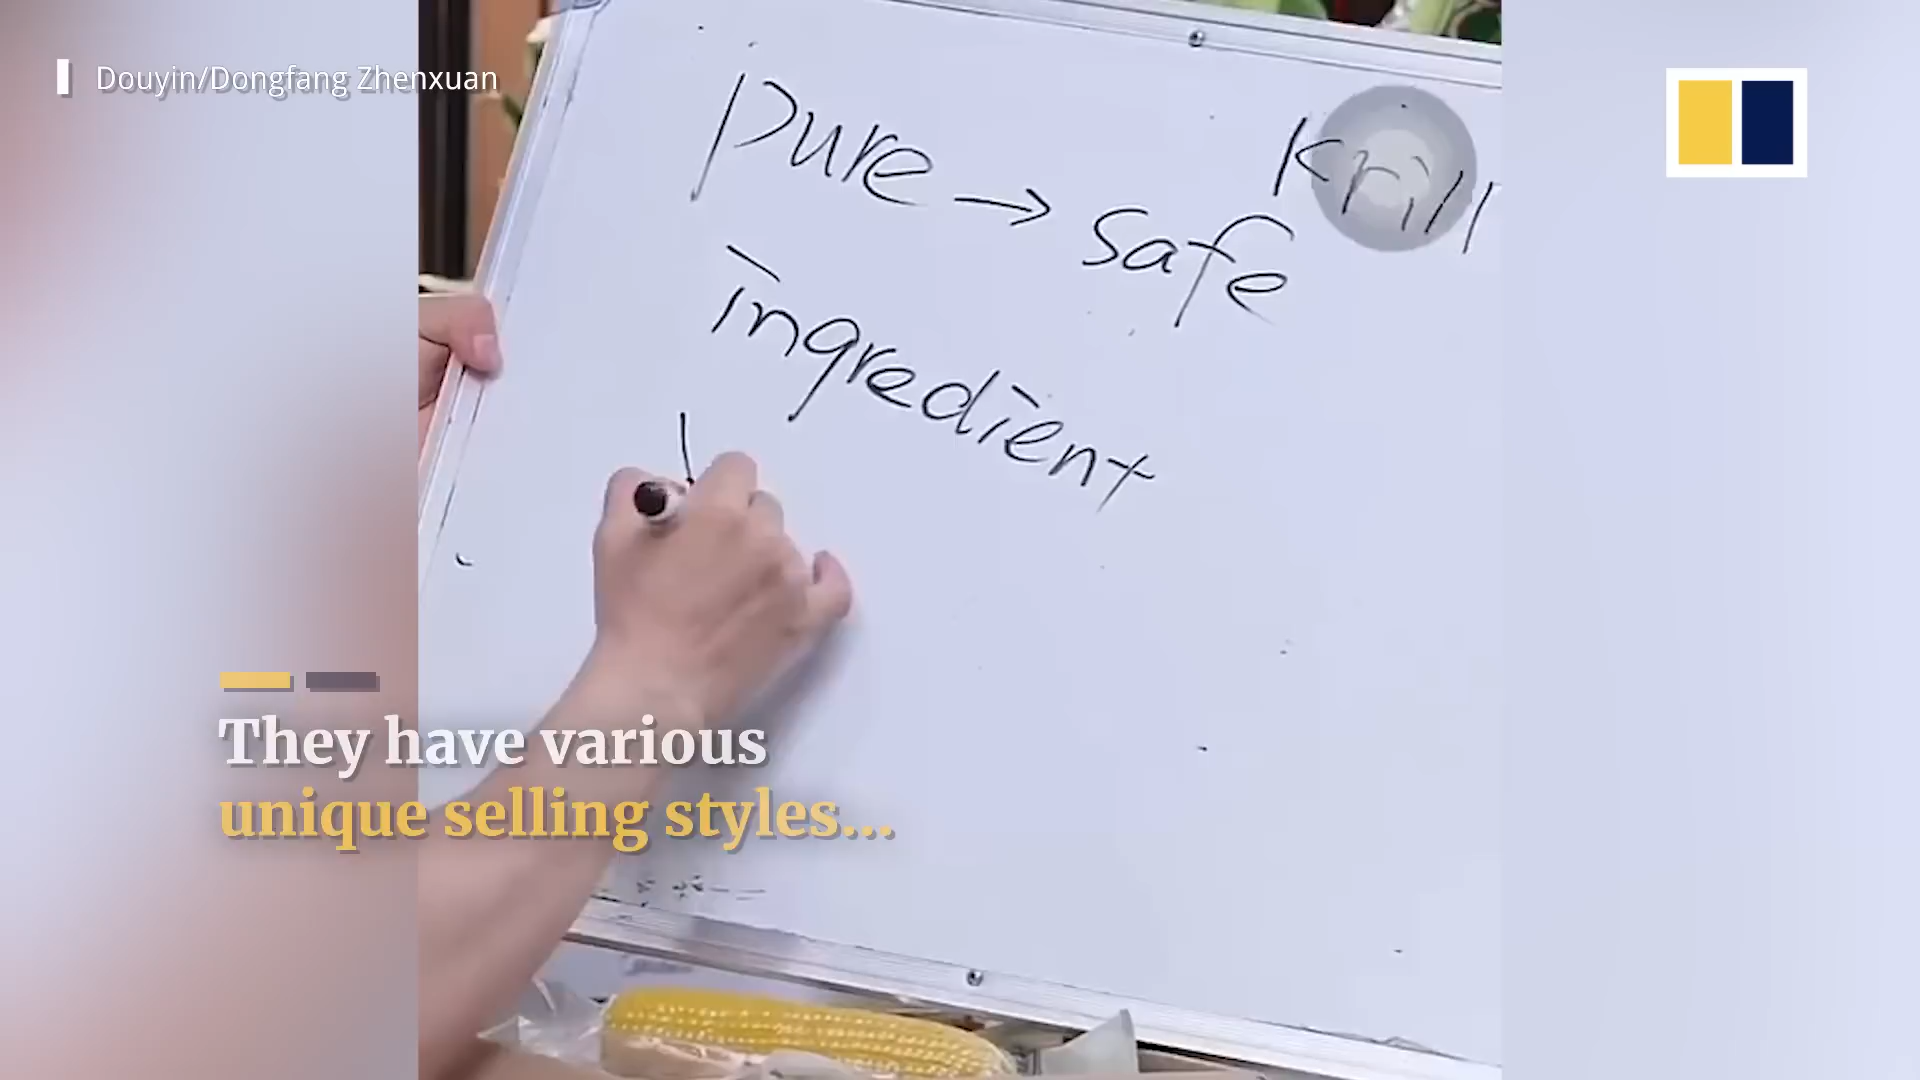 Douyin/Dongfang Zhenxuan
pure → safe
Krill
ingredient
They have various
unique selling styles...